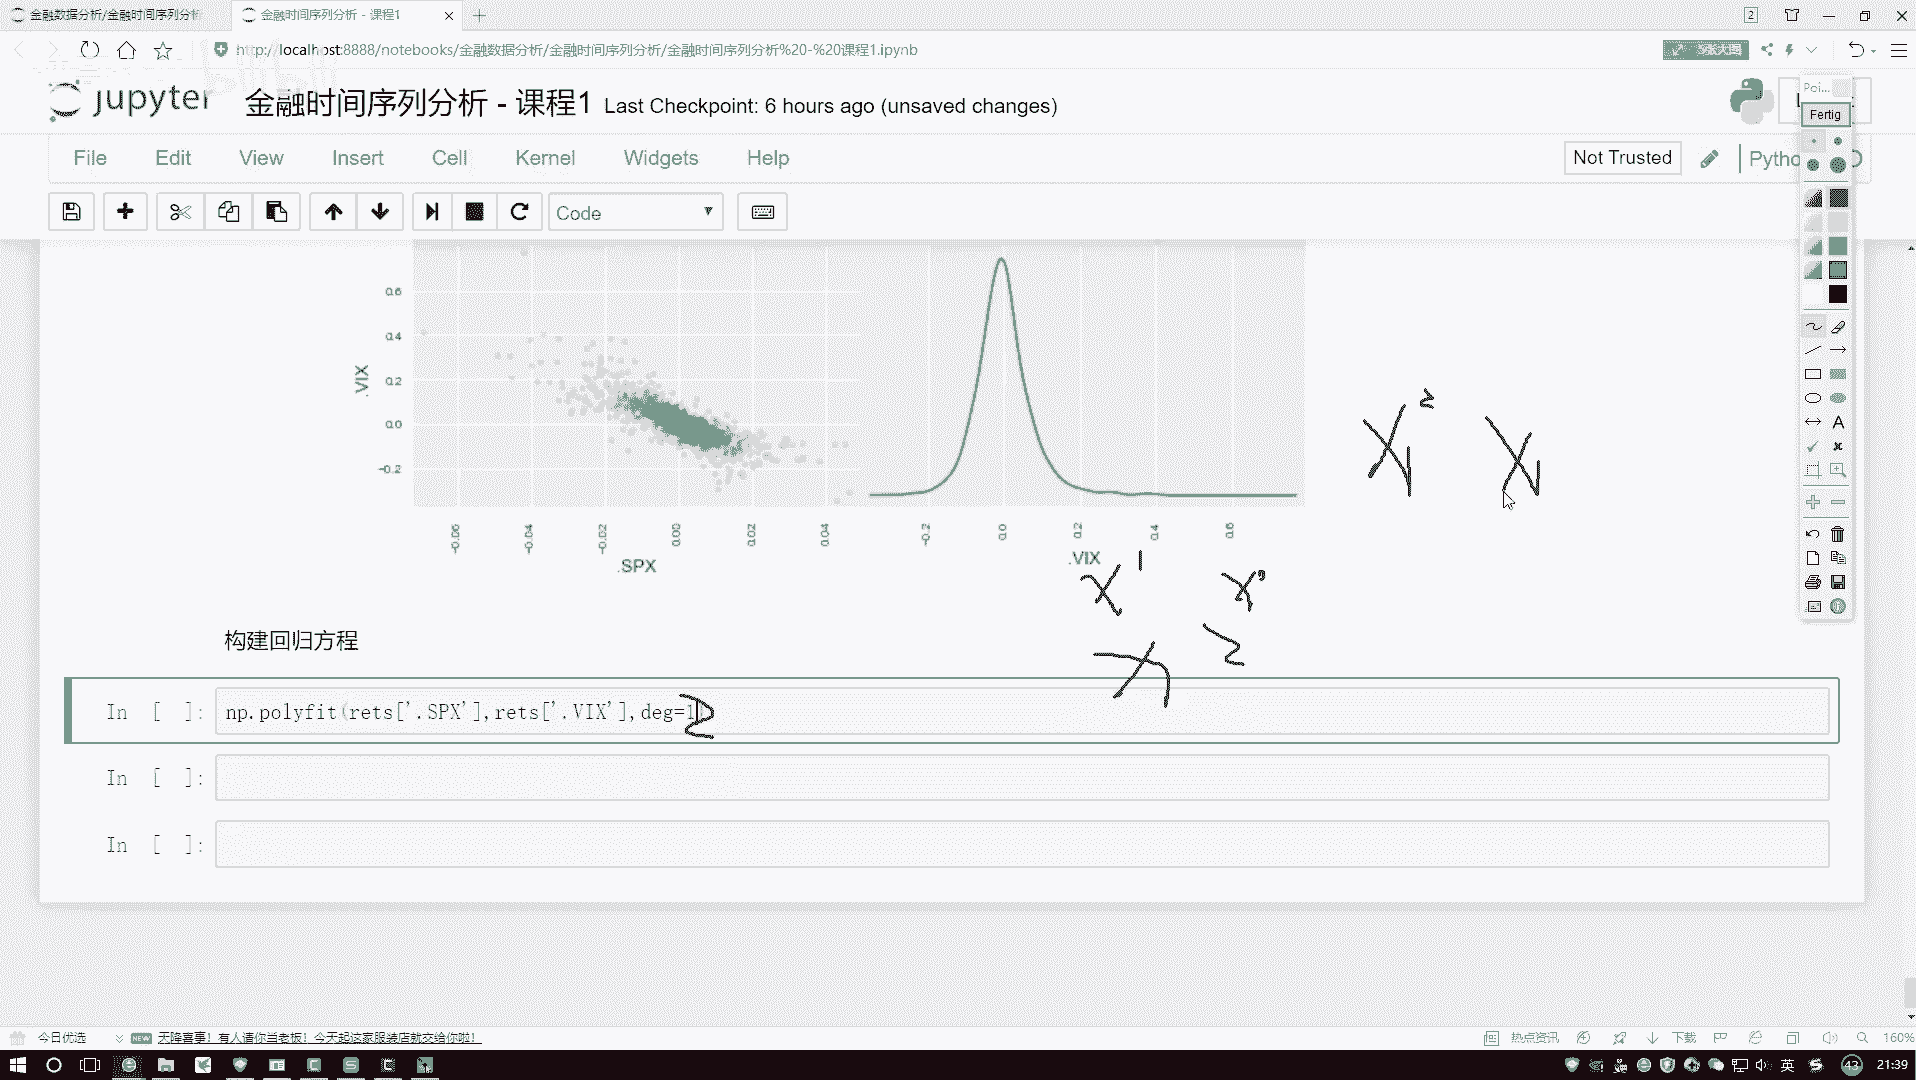 金融数据分析/金融时间序列分析
金融时间序列分析 - 课程1
2
http://localhost:8888/notebooks/金融数据分析/金融时间序列分析/金融时间序列分析%20-%20课程1.ipynb
5张大图
jupyter 金融时间序列分析 - 课程1 Last Checkpoint: 6 hours ago (unsaved changes)
Poi...
Fertig
File Edit View Insert Cell Kernel Widgets Help
Not Trusted
Pytho
Code
0.6
0.4
0.2
0.0
-0.2
.VIX
-0.06 -0.04 -0.02 0.00 0.02 0.04
.SPX
-0.2 0.0 0.2 0.4 0.6
.VIX
构建回归方程
In [ ]: np.polyfit(rets['.SPX'],rets['.VIX'],deg=1
2
In [ ]:
In [ ]:
今日优选
NEW 天降喜事！有人请你当老板！今天起这家服装店就交给你啦！
热点资讯
下载
160%
英
43
21:39